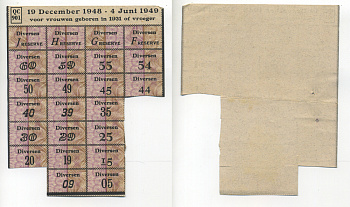 QC 19 December 1948 - 4 Juni 1949
901 voor vrouwen geboren in 1931 of vroeger
Diversen Diversen Diversen Diversen
J RESERVE H RESERVE G RESERVE F RESERVE
Diversen Diversen Diversen Diversen
60 59 55 54
Diversen Diversen Diversen Diversen
50 49 45 44
Diversen Diversen Diversen
40 39 35
Diversen Diversen Diversen
30 29 25
Diversen Diversen Diversen
20 19 15
Diversen Diversen
09 05